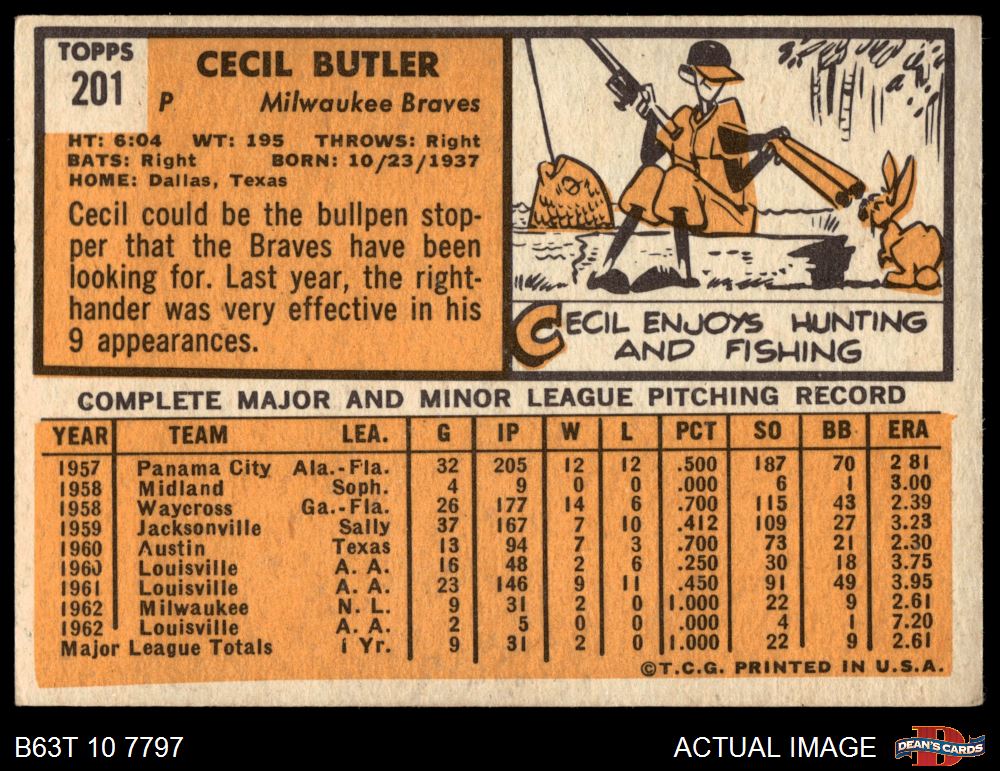 TOPPS
201
CECIL BUTLER
P Milwaukee Braves
HT: 6:04 WT: 195 THROWS: Right
BATS: Right BORN: 10/23/1937
HOME: Dallas, Texas
Cecil could be the bullpen stop-
per that the Braves have been
looking for. Last year, the right-
hander was very effective in his
9 appearances.
CECIL ENJOYS HUNTING
AND FISHING
COMPLETE MAJOR AND MINOR LEAGUE PITCHING RECORD
YEAR TEAM LEA. G IP W L PCT SO BB ERA
1957 Panama City Ala.-Fla. 32 205 12 12 .500 187 70 2 81
1958 Midland Soph. 4 9 0 0 .000 6 1 3.00
1958 Waycross Ga.-Fla. 26 177 14 6 .700 115 43 2.39
1959 Jacksonville Sally 37 167 7 10 .412 109 27 3.23
1960 Austin Texas 13 94 7 3 .700 73 21 2.30
1960 Louisville A. A. 16 48 2 6 .250 30 18 3.75
1961 Louisville A. A. 23 146 9 11 .450 91 49 3.95
1962 Milwaukee N. L. 9 31 2 0 1.000 22 9 2.61
1962 Louisville A. A. 2 5 0 0 .000 4 1 7.20
Major League Totals 1 Yr. 9 31 2 0 1.000 22 9 2.61
©T.C.G. PRINTED IN U.S.A.
B63T 10 7797
ACTUAL IMAGE
DEAN'S CARDS